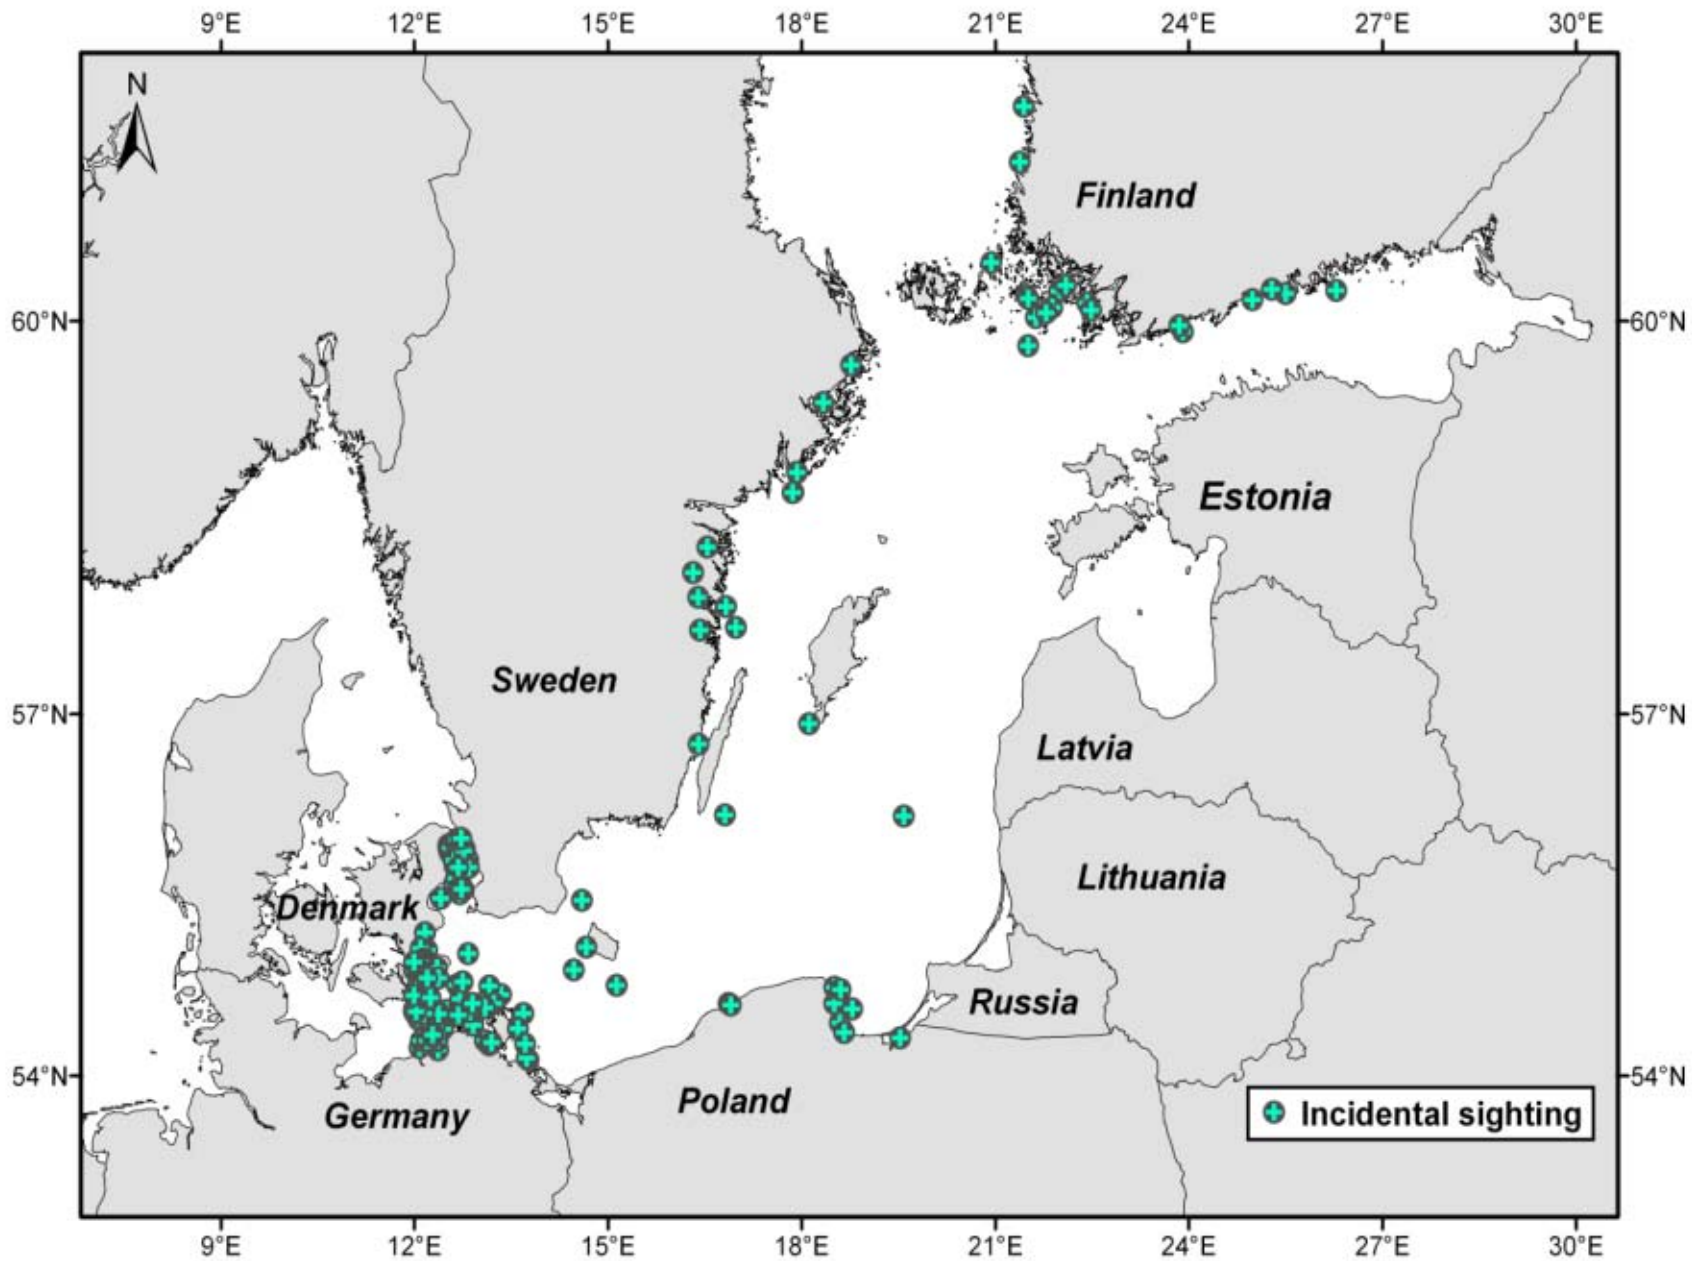 9°E 12°E 15°E 18°E 21°E 24°E 27°E 30°E
N
Finland
60°N 60°N
Estonia
Sweden
57°N 57°N
Latvia
Lithuania
Denmark
Russia
54°N 54°N
Poland
Germany
Incidental sighting
9°E 12°E 15°E 18°E 21°E 24°E 27°E 30°E